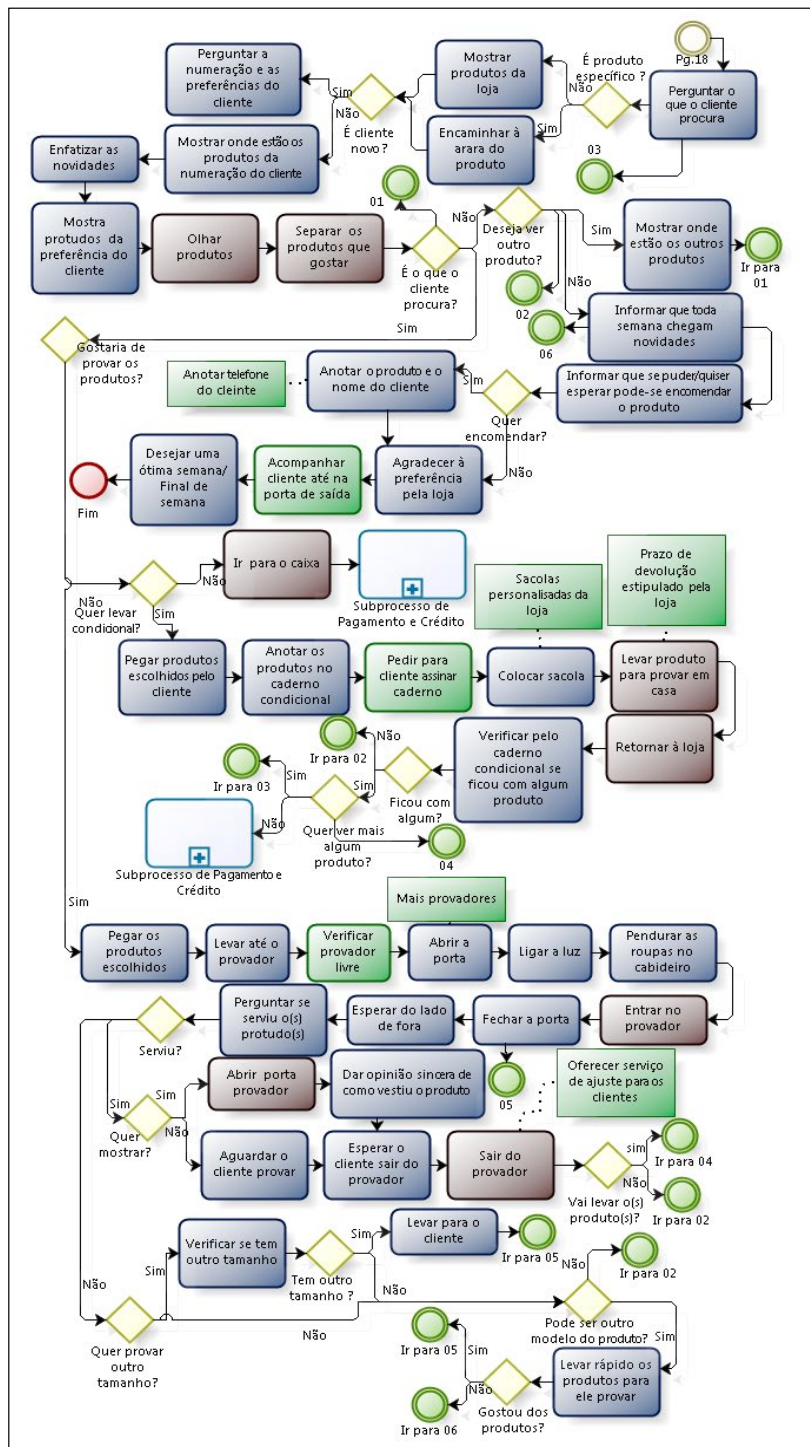 Pg.18
Perguntar o
que o cliente
procura
03
É produto
específico ?
Não
Sim
Mostrar
produtos da
loja
Encaminhar à
arara do
produto
É cliente
novo?
Sim
Não
Perguntar a
numeração e as
preferências do
cliente
Mostrar onde estão os
produtos da
numeração do cliente
Enfatizar as
novidades
Mostra
protudos da
preferência do
cliente
Olhar
produtos
Separar os
produtos que
gostar
01
É o que o
cliente
procura?
Não
Sim
Deseja ver
outro
produto?
Sim
Não
02
Mostrar onde
estão os outros
produtos
Ir para
01
06
Informar que toda
semana chegam
novidades
Informar que se puder/quiser
esperar pode-se encomendar
o produto
Quer
encomendar?
Sim
Não
Anotar o produto e o
nome do cliente
Anotar telefone
do cleinte
Agradecer à
preferência
pela loja
Acompanhar
cliente até na
porta de saída
Desejar uma
ótima semana/
Final de
semana
Fim
Gostaria de
provar os
produtos?
Não
Quer levar
condicional?
Não
Sim
Ir para o caixa
Subprocesso de
Pagamento e Crédito
Pegar produtos
escolhidos pelo
cliente
Anotar os
produtos no
caderno
condicional
Pedir para
cliente assinar
caderno
Colocar sacola
Sacolas
personalisadas da
loja
Levar produto
para provar em
casa
Prazo de
devolução
estipulado pela
loja
Retornar à loja
Verificar pelo
caderno
condicional se
ficou com algum
produto
Ficou com
algum?
Não
Sim
Ir para 02
Quer ver mais
algum
produto?
Sim
Não
Ir para 03
04
Subprocesso de Pagamento e
Crédito
Sim
Pegar os
produtos
escolhidos
Levar até o
provador
Verificar
provador
livre
Mais provadores
Abrir a
porta
Ligar a luz
Pendurar as
roupas no
cabideiro
Entrar no
provador
Fechar a porta
05
Esperar do lado
de fora
Perguntar se
serviu o(s)
protudo(s)
Serviu?
Sim
Não
Quer
mostrar?
Sim
Não
Abrir porta
provador
Dar opinião sincera de
como vestiu o produto
Aguardar o
cliente provar
Esperar o
cliente sair do
provador
Sair do
provador
Oferecer serviço
de ajuste para os
clientes
Vai levar o(s)
produto(s)?
sim
Não
Ir para 04
Ir para 02
Quer provar
outro
tamanho?
Sim
Não
Verificar se tem
outro tamanho
Tem outro
tamanho ?
Sim
Não
Levar para o
cliente
Ir para 05
Pode ser outro
modelo do produto?
Não
Sim
Ir para 02
Levar rápido os
produtos para
ele provar
Gostou dos
produtos?
Sim
Não
Ir para 05
Ir para 06